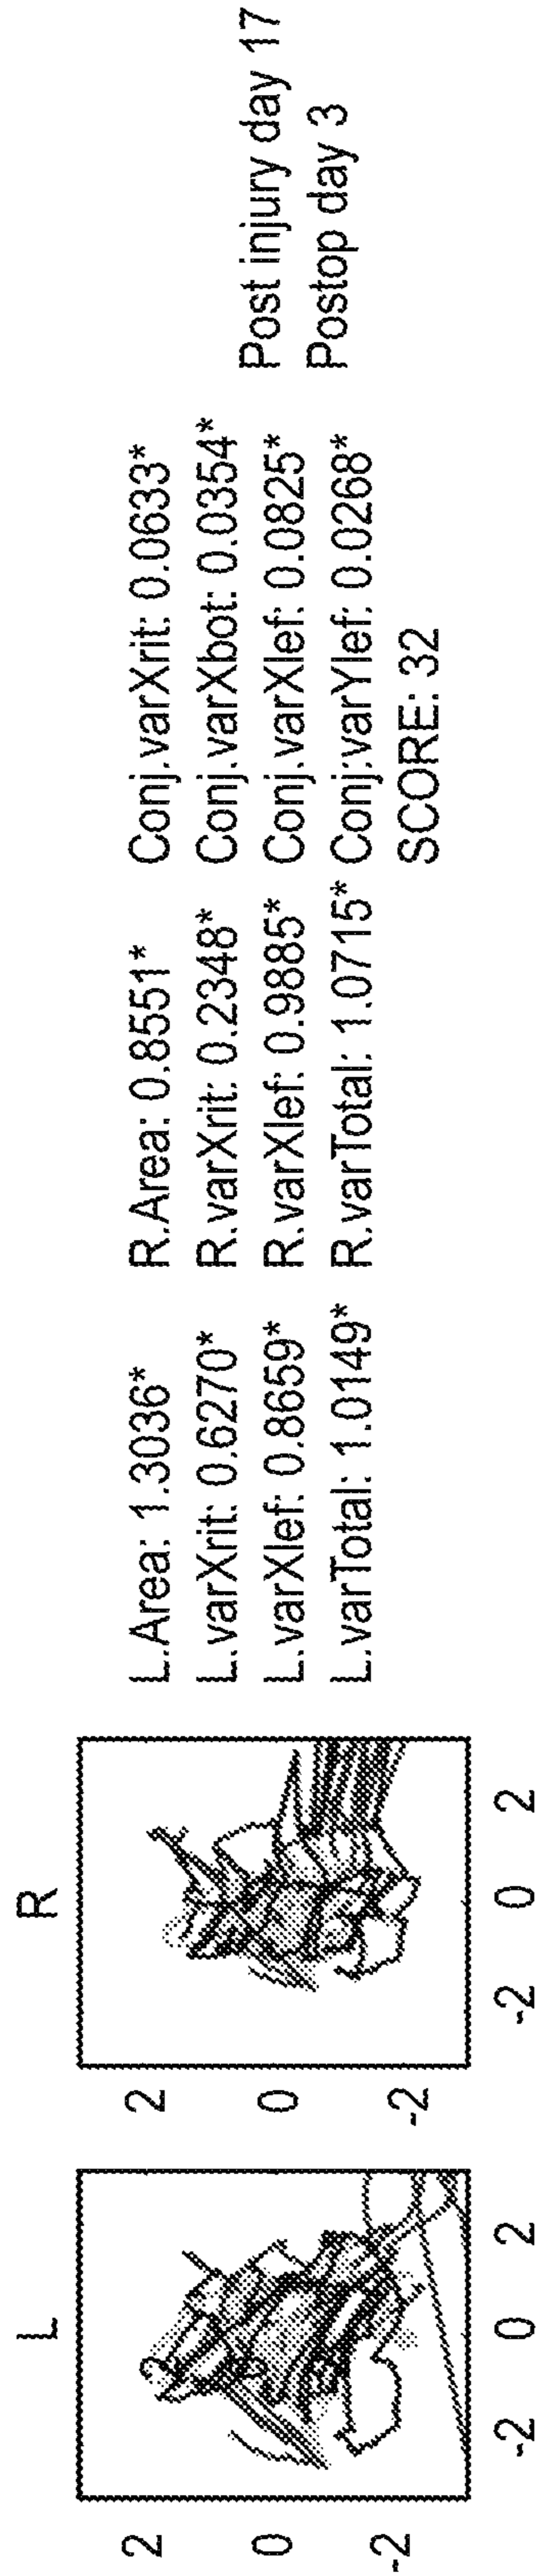 L
2
0
-2
-2 0 2
R
2
0
-2
-2 0 2
L.Area: 1.3036*
L.varXrit: 0.6270*
L.varXlef: 0.8659*
L.varTotal: 1.0149*
R.Area: 0.8551*
R.varXrit: 0.2348*
R.varXlef: 0.9885*
R.varTotal: 1.0715*
Conj.varXrit: 0.0633*
Conj.varXbot: 0.0354*
Conj.varXlef: 0.0825*
Conj.varYlef: 0.0268*
SCORE: 32
Post injury day 17
Postop day 3